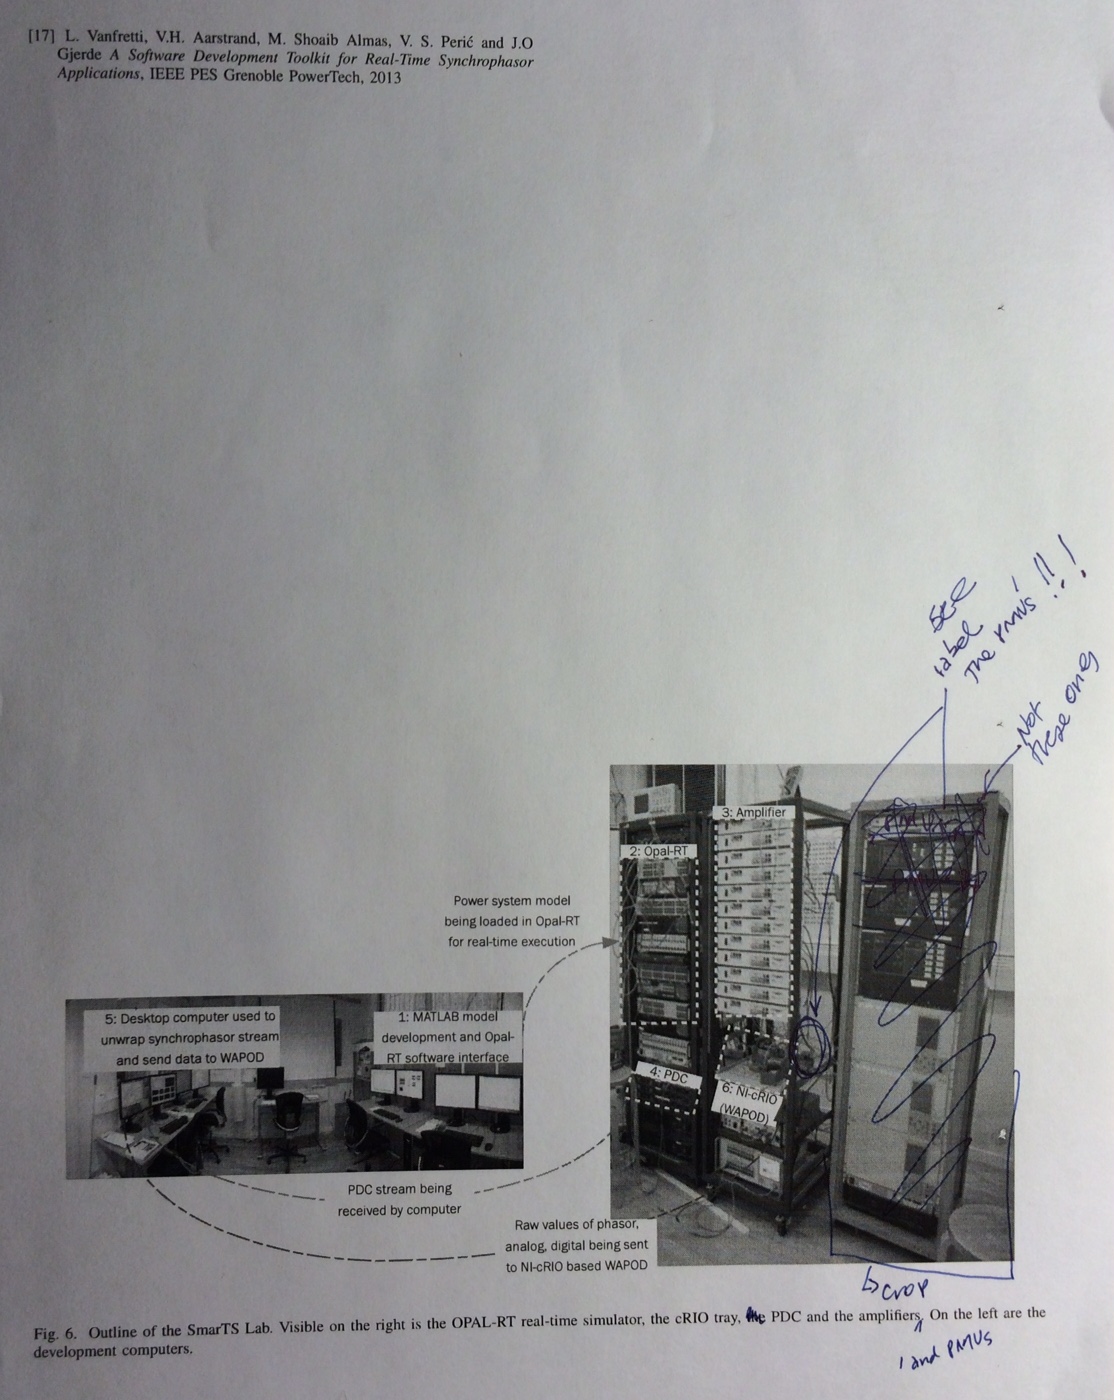 [17] L. Vanfretti, V.H. Aarstrand, M. Shoaib Almas, V. S. Perić and J.O
Gjerde A Software Development Toolkit for Real-Time Synchrophasor
Applications, IEEE PES Grenoble PowerTech, 2013
label
the PMUs!!!
Not
these ones
3: Amplifier
2: Opal-RT
Power system model
being loaded in Opal-RT
for real-time execution
5: Desktop computer used to
unwrap synchrophasor stream
and send data to WAPOD
1: MATLAB model
development and Opal-
RT software interface
4: PDC
6: NI-cRIO
(WAPOD)
PDC stream being
received by computer
Raw values of phasor,
analog, digital being sent
to NI-cRIO based WAPOD
crop
Fig. 6. Outline of the SmarTS Lab. Visible on the right is the OPAL-RT real-time simulator, the cRIO tray, the PDC and the amplifiers. On the left are the
development computers.
and PMUs